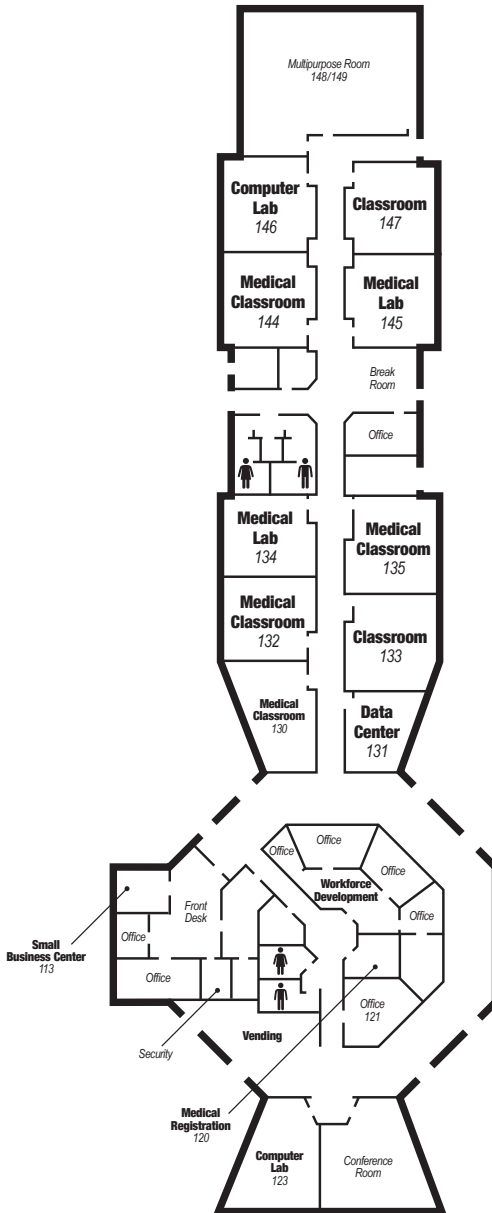 Multipurpose Room
148/149
Computer
Lab
146
Classroom
147
Medical
Classroom
144
Medical
Lab
145
Break
Room
Office
Medical
Lab
134
Medical
Classroom
135
Medical
Classroom
132
Classroom
133
Medical
Classroom
130
Data
Center
131
Office
Office
Office
Workforce
Development
Office
Front
Desk
Small
Business Center
113
Office
Office
Office
121
Security
Vending
Medical
Registration
120
Computer
Lab
123
Conference
Room